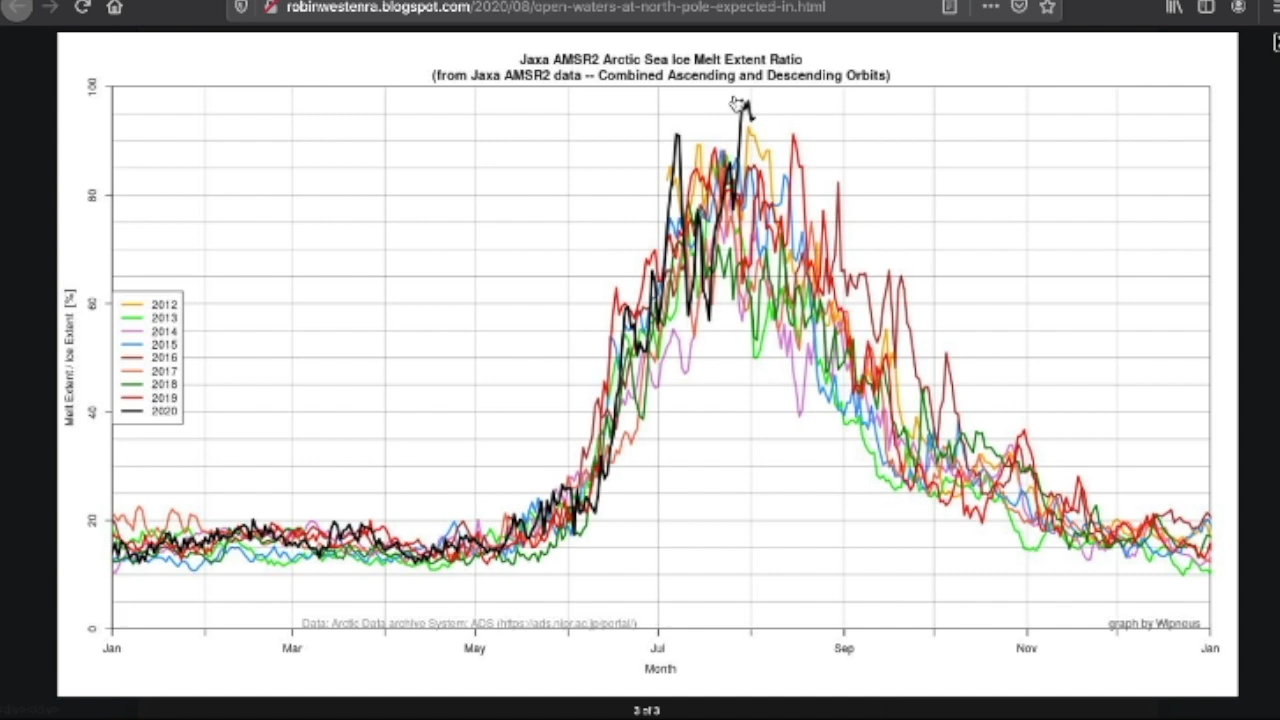 robinwestenra.blogspot.com/2020/08/open-waters-at-north-pole-expected-in.html
Jaxa AMSR2 Arctic Sea Ice Melt Extent Ratio
(from Jaxa AMSR2 data -- Combined Ascending and Descending Orbits)
100
80
60
40
20
0
Melt Extent / Ice Extent [%]
2012
2013
2014
2015
2016
2017
2018
2019
2020
Data: Arctic Data archive System: ADS (https://ads.nipr.ac.jp/portal/)
graph by Wipneus
Jan
Mar
May
Jul
Sep
Nov
Jan
Month
3 of 3